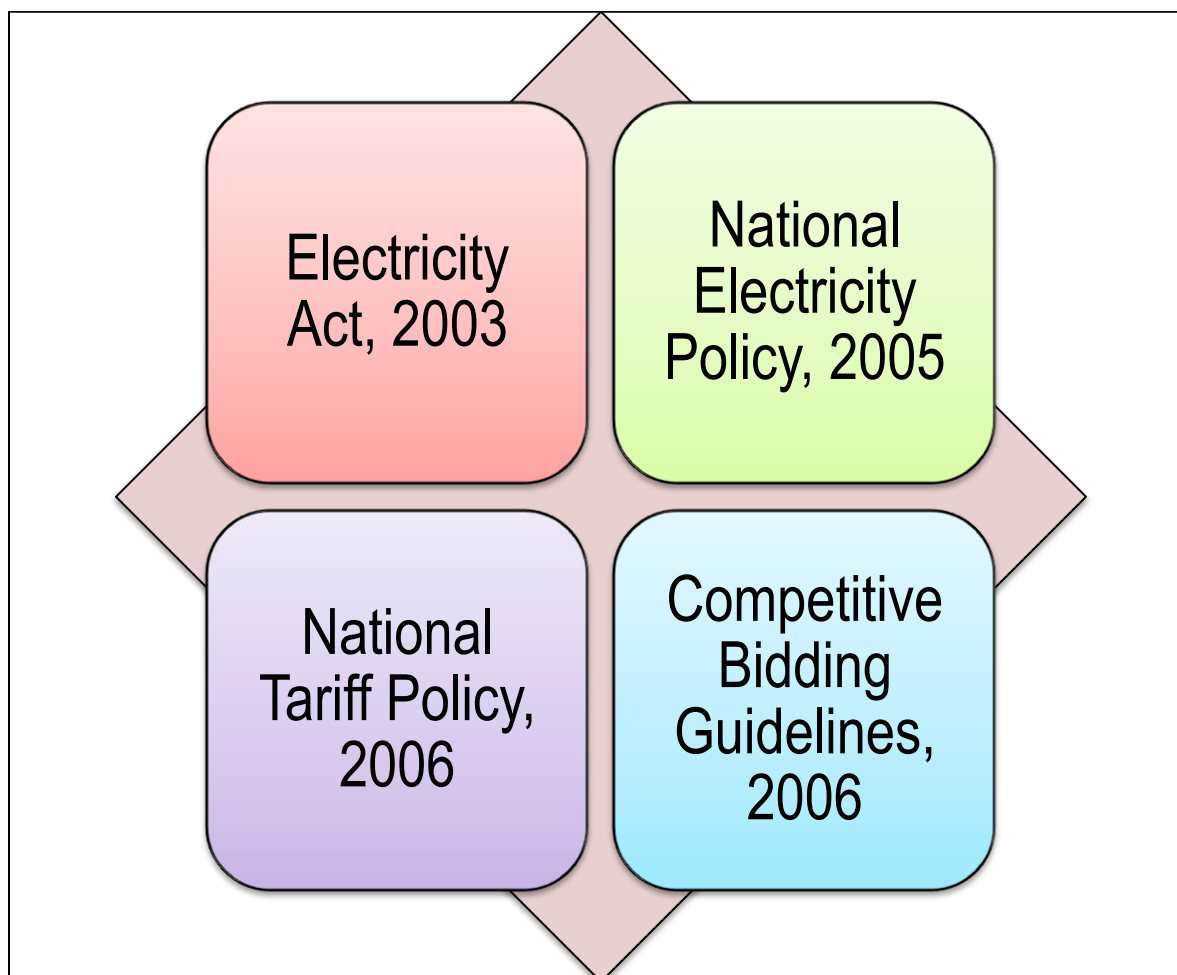 Electricity
Act, 2003
National
Electricity
Policy, 2005
National
Tariff Policy,
2006
Competitive
Bidding
Guidelines,
2006